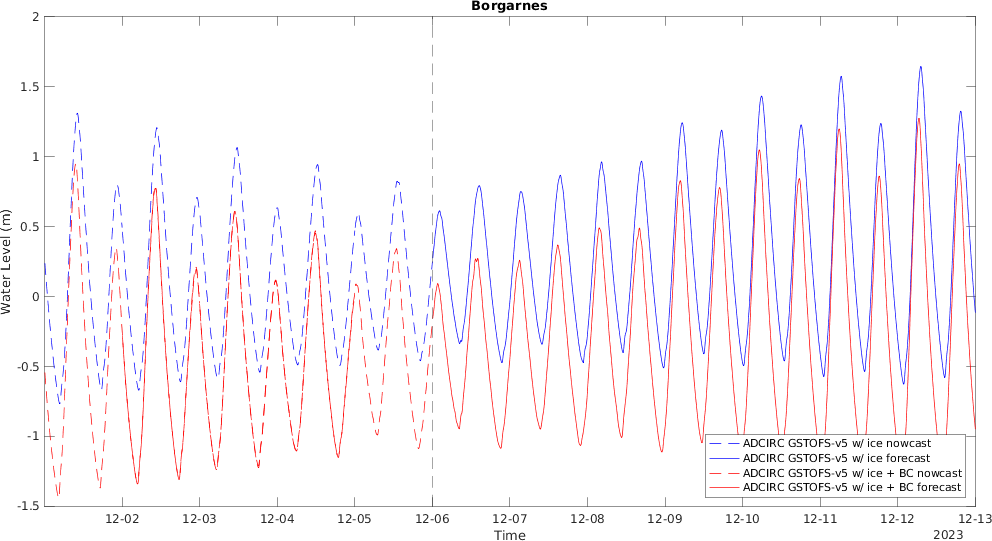 Borgarnes
2
1.5
1
0.5
0
-0.5
-1
-1.5
Water Level (m)
12-02 12-03 12-04 12-05 12-06 12-07 12-08 12-09 12-10 12-11 12-12 12-13
Time
2023
ADCIRC GSTOFS-v5 w/ ice nowcast
ADCIRC GSTOFS-v5 w/ ice forecast
ADCIRC GSTOFS-v5 w/ ice + BC nowcast
ADCIRC GSTOFS-v5 w/ ice + BC forecast